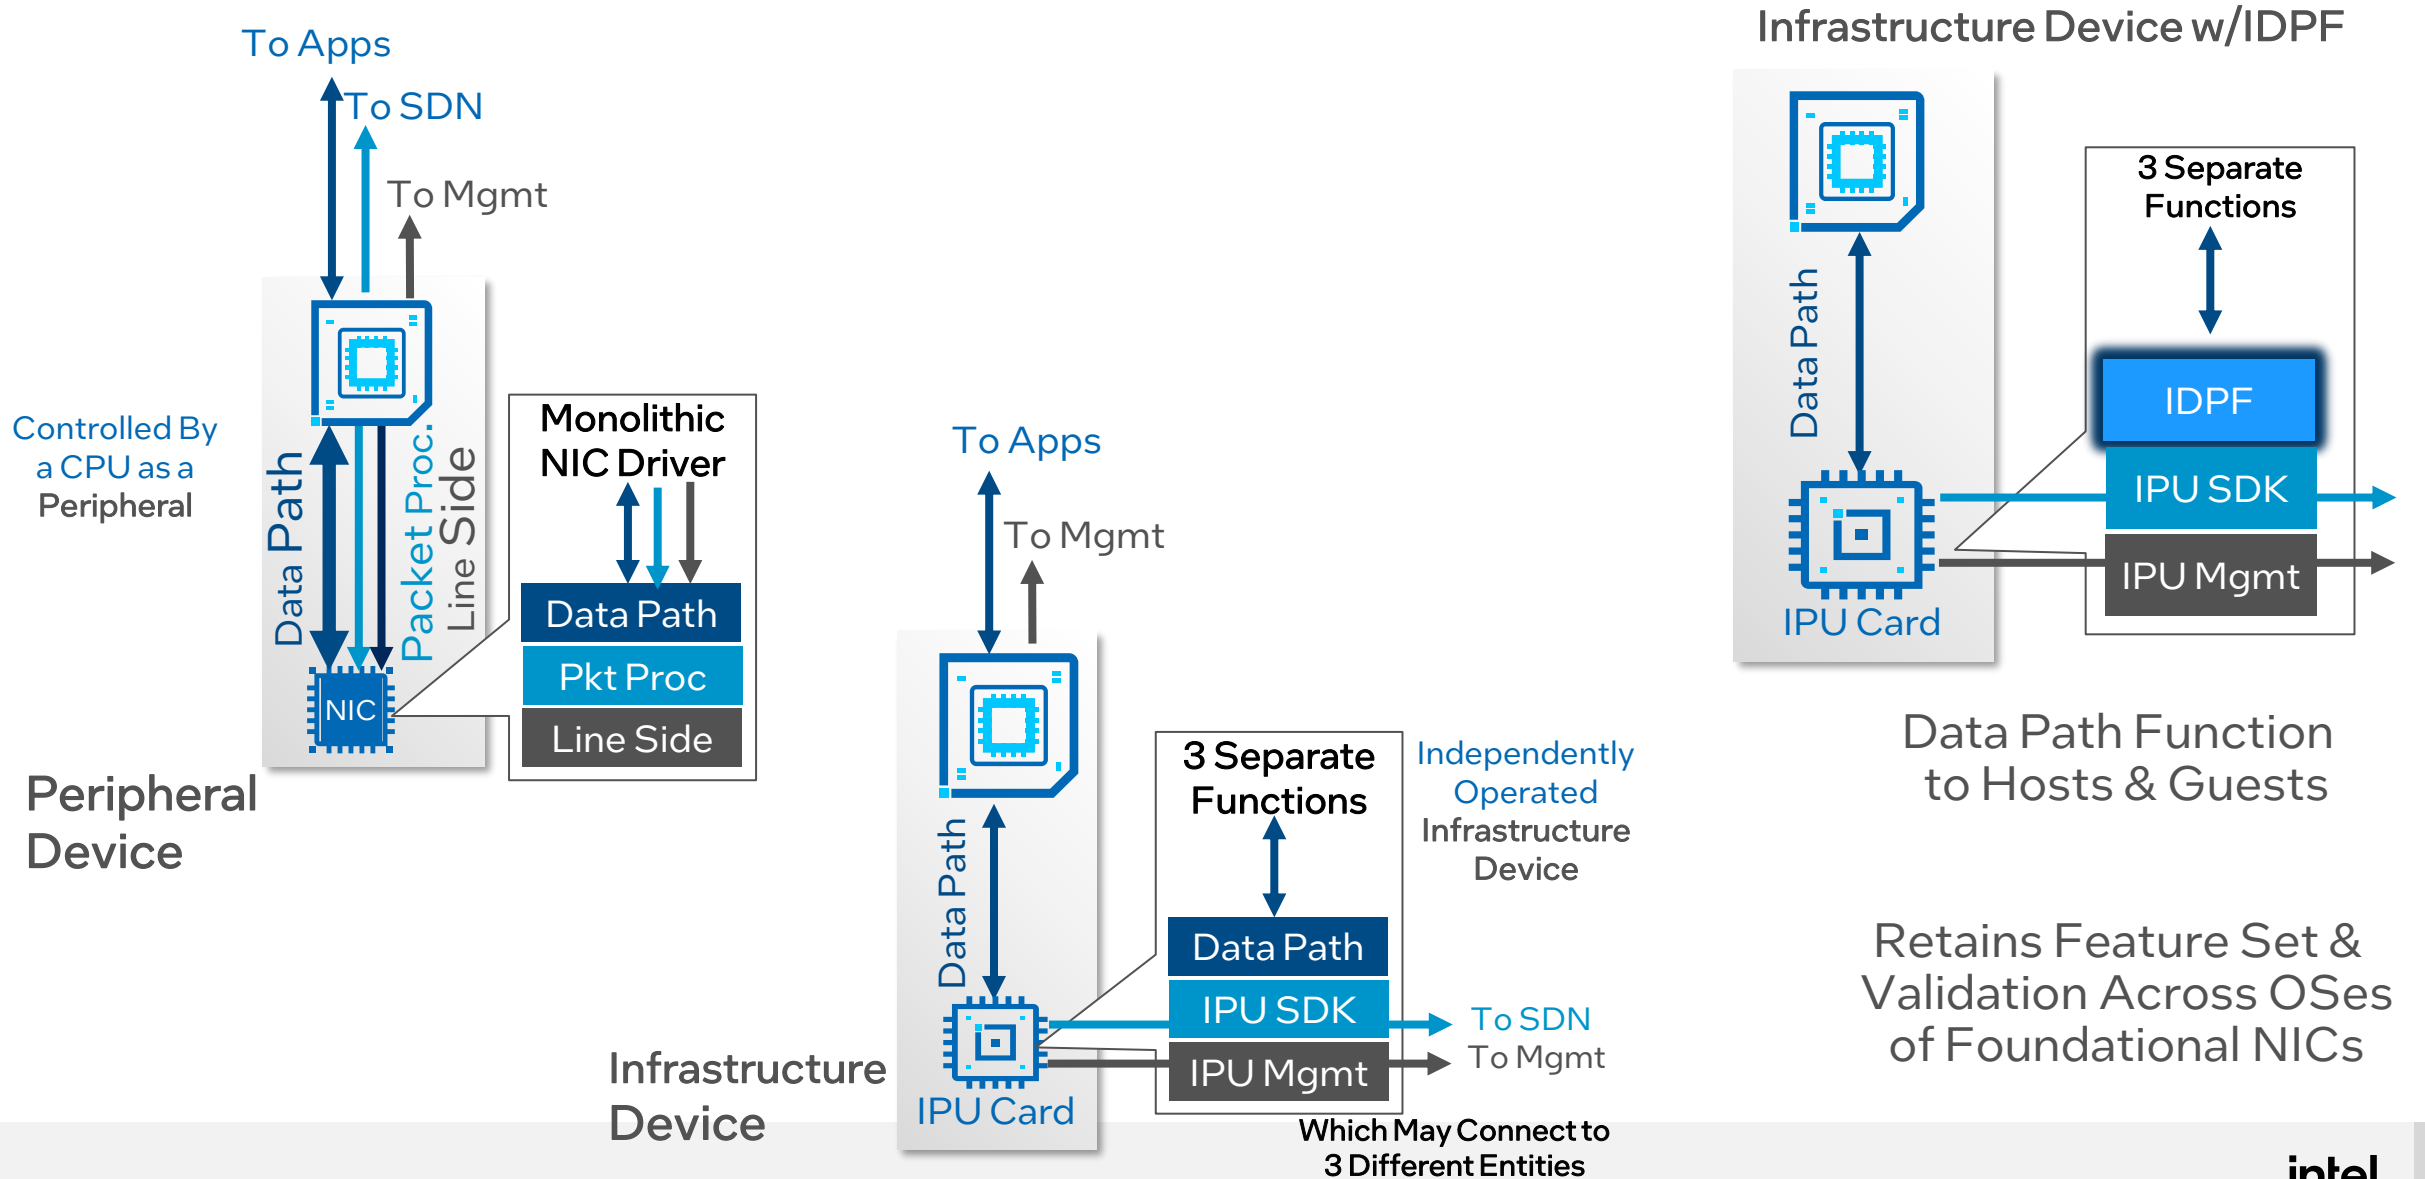 To Apps
To SDN
To Mgmt
Controlled By
a CPU as a
Peripheral
Data Path
Packet Proc.
Line Side
NIC
Monolithic
NIC Driver
Data Path
Pkt Proc
Line Side
Peripheral
Device
To Apps
To Mgmt
Data Path
IPU Card
3 Separate
Functions
Data Path
IPU SDK
IPU Mgmt
Independently
Operated
Infrastructure
Device
To SDN
To Mgmt
Infrastructure
Device
Which May Connect to
3 Different Entities
Infrastructure Device w/IDPF
Data Path
IPU Card
3 Separate
Functions
IDPF
IPU SDK
IPU Mgmt
Data Path Function
to Hosts & Guests
Retains Feature Set &
Validation Across OSes
of Foundational NICs
intel